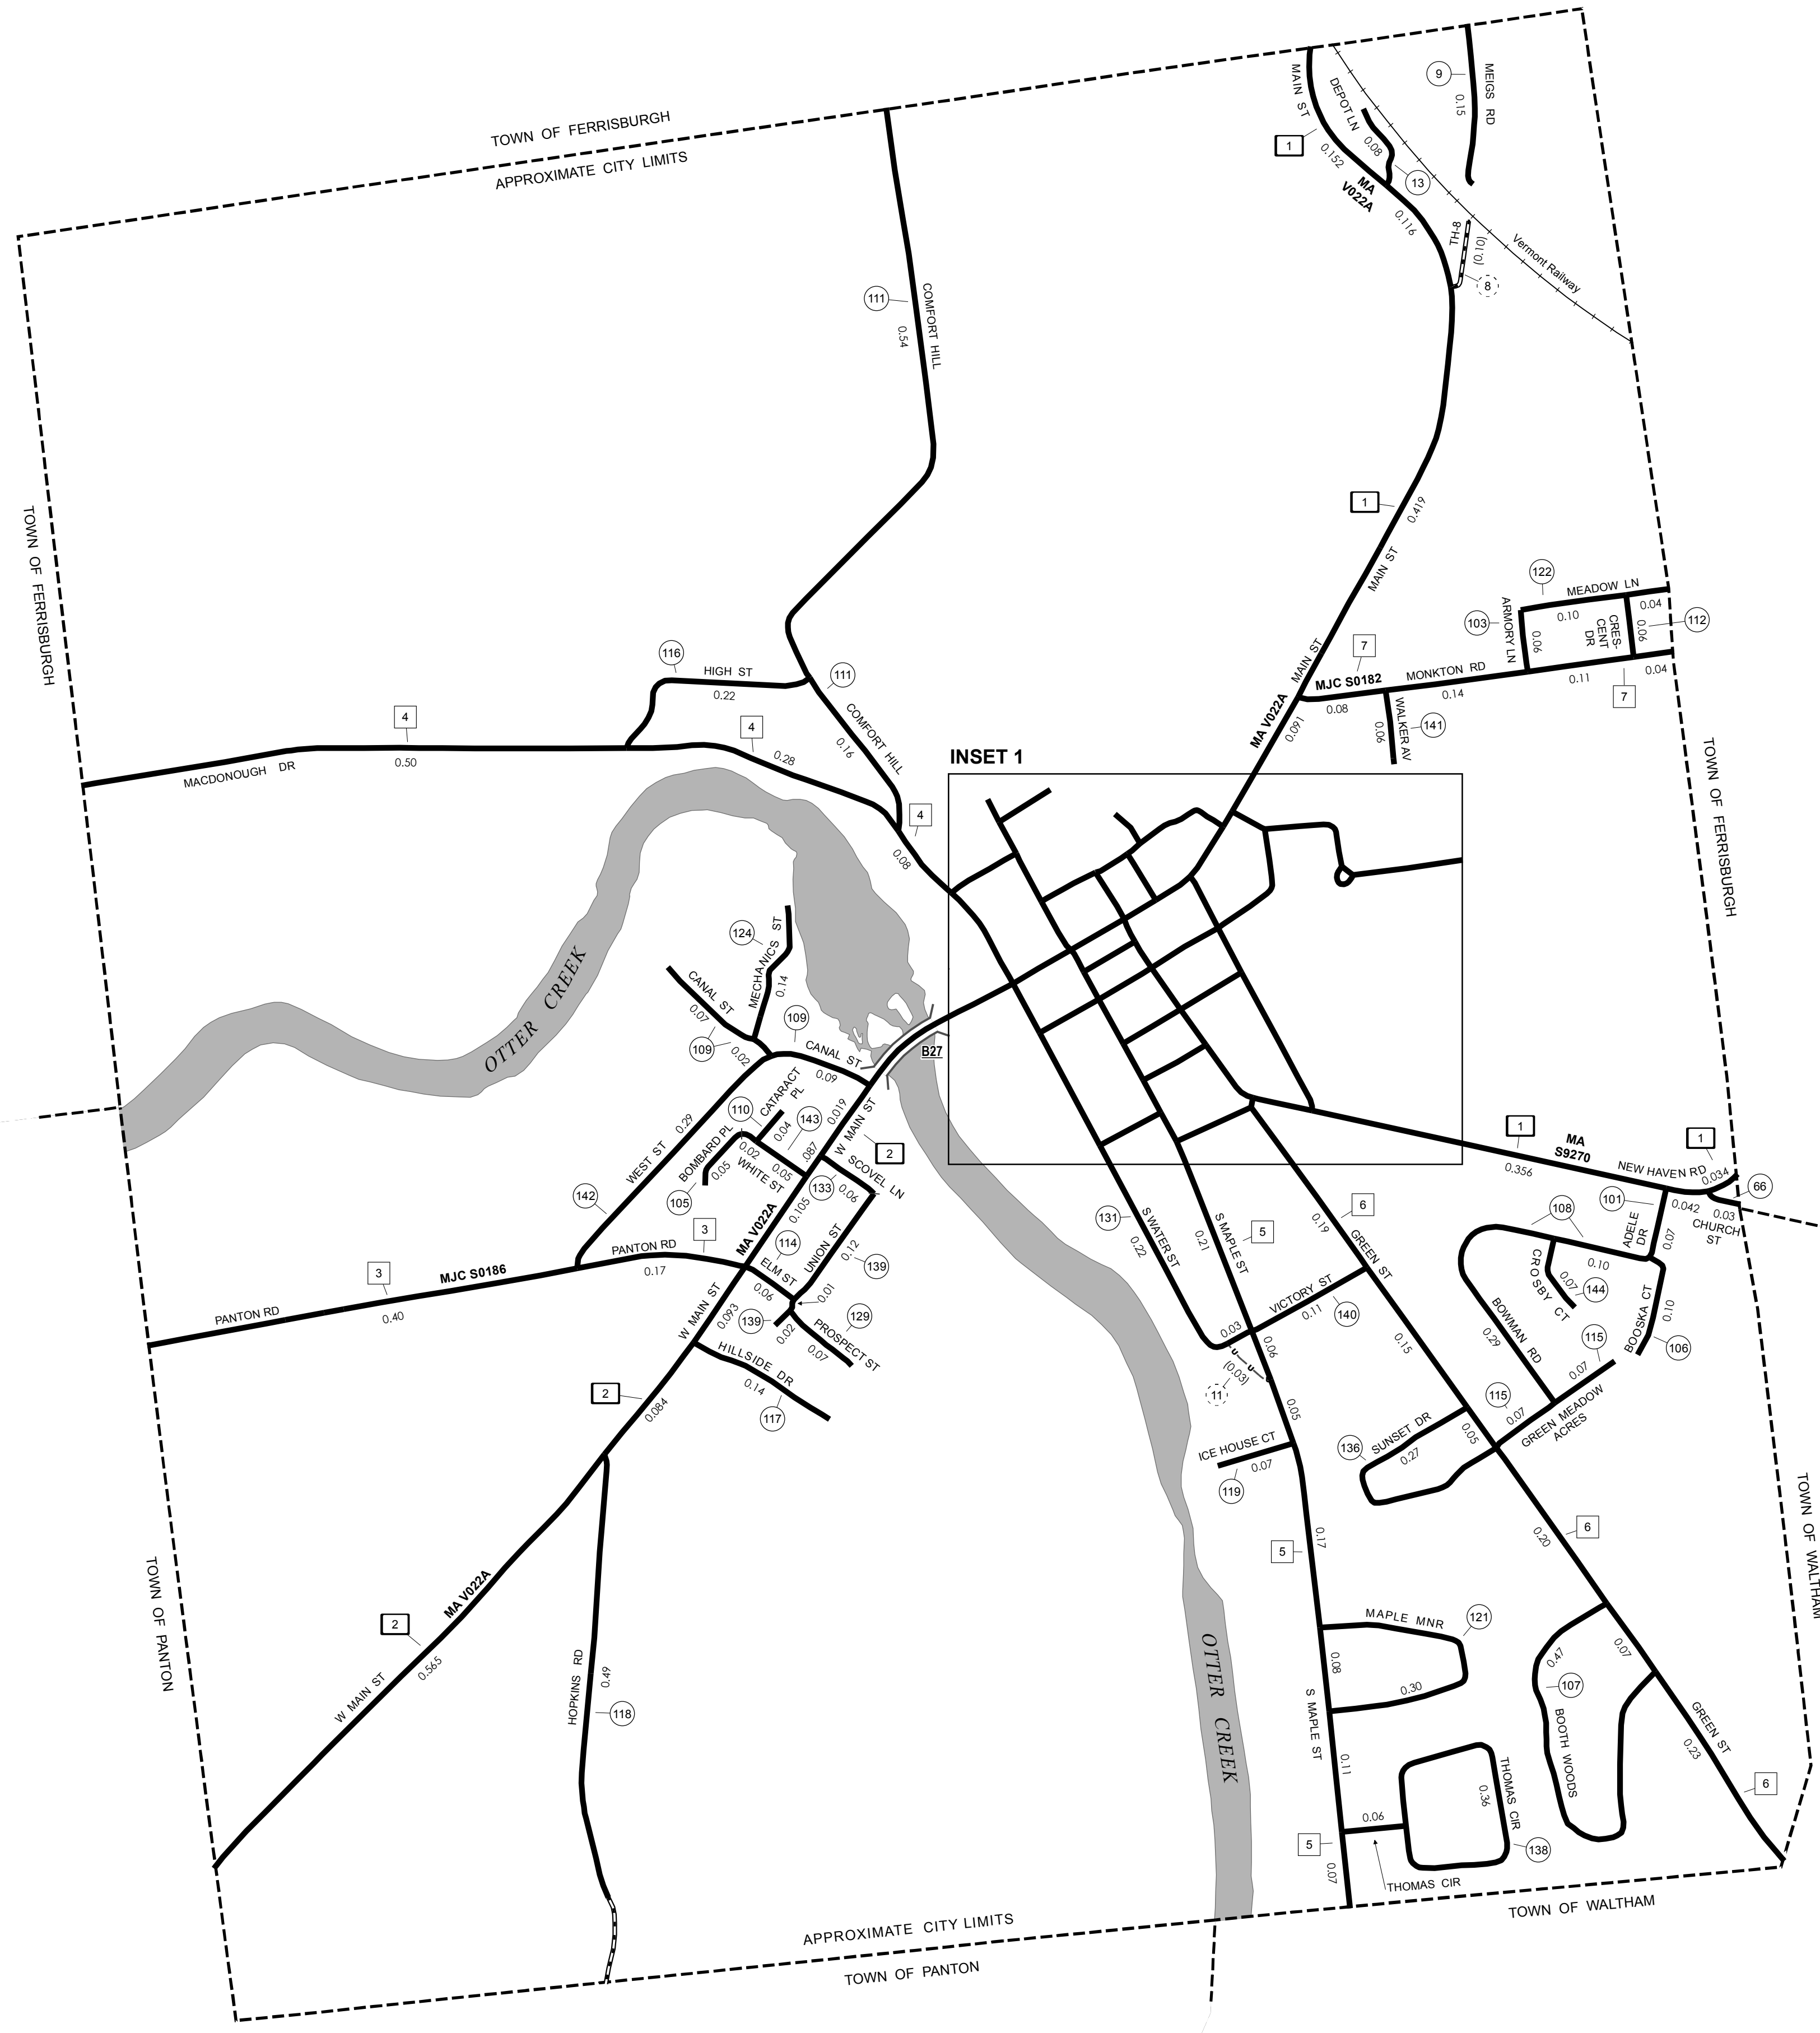 TOWN OF FERRISBURGH
APPROXIMATE CITY LIMITS
MAIN ST
DEPOT LN
9
0.15
MEIGS RD
1
0.152
0.08
13
MA
V022A
0.116
TH-8
(0.10)
8
Vermont Railway
111
0.54
COMFORT HILL
1
0.419
MAIN ST
TOWN OF FERRISBURGH
122
MEADOW LN
0.10
0.04
103
ARMORY LN
0.06
CRES-
CENT
DR
0.06
112
7
MJC S0182
MONKTON RD
0.08
0.14
0.11
0.04
7
MAIN ST
MA V022A
0.091
0.06
WALKER AV
141
116
HIGH ST
0.22
111
COMFORT HILL
0.16
4
0.50
MACDONOUGH DR
4
0.28
4
0.08
INSET 1
TOWN OF FERRISBURGH
OTTER CREEK
124
MECHANICS ST
0.14
CANAL ST
0.07
109
0.02
109
CANAL ST
0.09
B27
CATARACT
PL
110
0.04
143
0.019
W MAIN ST
2
.087
BOMBARD PL
0.02
0.05
0.05
WHITE ST
105
WEST ST
0.29
142
SCOVEL LN
133
0.06
0.105
MA V022A
114
UNION ST
0.12
139
3
PANTON RD
0.17
ELM ST
0.06
0.01
129
139
0.02
PROSPECT ST
0.07
3
MJC S0186
PANTON RD
0.40
W MAIN ST
0.093
HILLSIDE DR
0.14
117
2
0.084
1
MA
S9270
0.356
1
NEW HAVEN RD
0.034
66
101
0.042
0.03
CHURCH
ST
ADELE
DR
0.07
108
0.10
CROSBY CT
0.07
144
BOOSKA CT
0.10
106
BOWMAN RD
0.29
115
0.07
115
0.07
GREEN MEADOW
ACRES
131
S WATER ST
0.22
S MAPLE ST
0.21
5
6
0.19
GREEN ST
VICTORY ST
0.11
140
0.03
0.06
U
U
(0.03)
11
0.15
0.05
SUNSET DR
136
0.27
0.05
ICE HOUSE CT
0.07
119
5
0.17
6
0.20
TOWN OF WALTHAM
MAPLE MNR
121
0.08
0.30
S MAPLE ST
0.11
0.07
0.47
107
BOOTH WOODS
GREEN ST
0.23
6
THOMAS CIR
0.36
138
0.06
5
0.07
THOMAS CIR
OTTER CREEK
TOWN OF PANTON
MA V022A
2
W MAIN ST
0.565
HOPKINS RD
0.49
118
APPROXIMATE CITY LIMITS
TOWN OF PANTON
TOWN OF WALTHAM